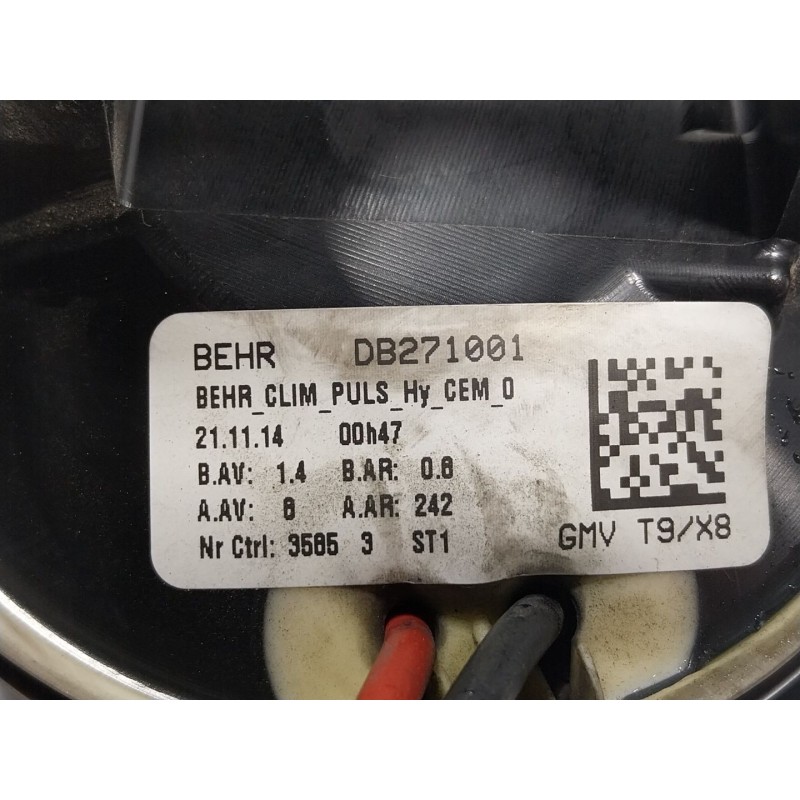 BEHR DB271001
BEHR_CLIM_PULS_Hy_CEM_0
21.11.14 00h47
B.AV: 1.4 B.AR: 0.8
A.AV: 8 A.AR: 242
Nr Ctrl: 3585 3 ST1
GMV T9/X8